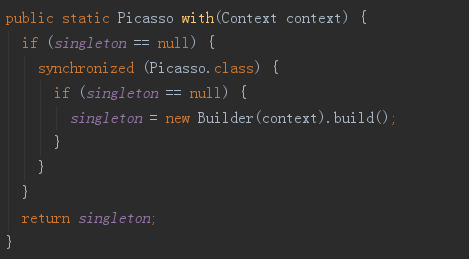 public static Picasso with(Context context) {
  if (singleton == null) {
    synchronized (Picasso.class) {
      if (singleton == null) {
        singleton = new Builder(context).build();
      }
    }
  }
  return singleton;
}